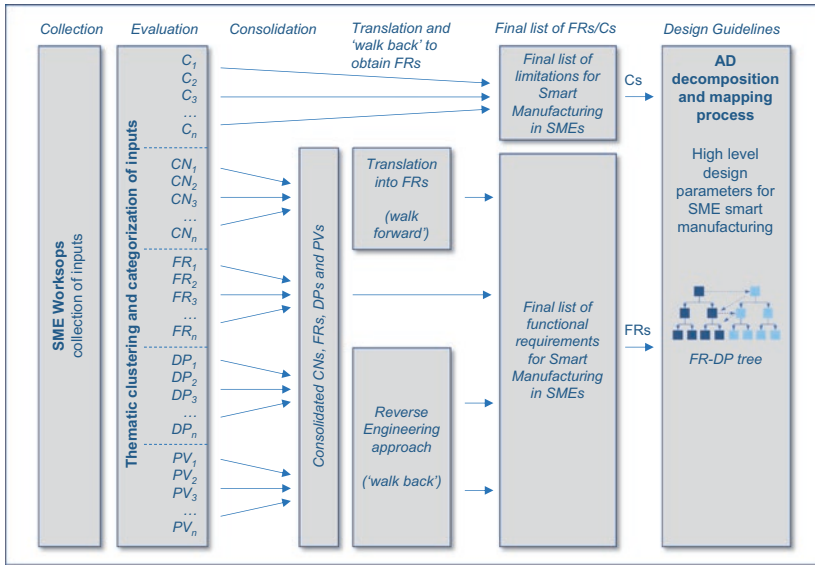 Collection
Evaluation
Consolidation
Translation and
‘walk back’ to
obtain FRs
Final list of FRs/Cs
Design Guidelines
SME Worksops
collection of inputs
Thematic clustering and categorization of inputs
C1
C2
C3
…
Cn
CN1
CN2
CN3
…
CNn
FR1
FR2
FR3
…
FRn
DP1
DP2
DP3
…
DPn
PV1
PV2
PV3
…
PVn
Consolidated CNs, FRs, DPs and PVs
Translation
into FRs
(walk
forward’)
Reverse
Engineering
approach
(‘walk back’)
Final list of
limitations for
Smart
Manufacturing
in SMEs
Final list of
functional
requirements
for Smart
Manufacturing
in SMEs
Cs
FRs
AD
decomposition
and mapping
process
High level
design
parameters for
SME smart
manufacturing
FR-DP tree